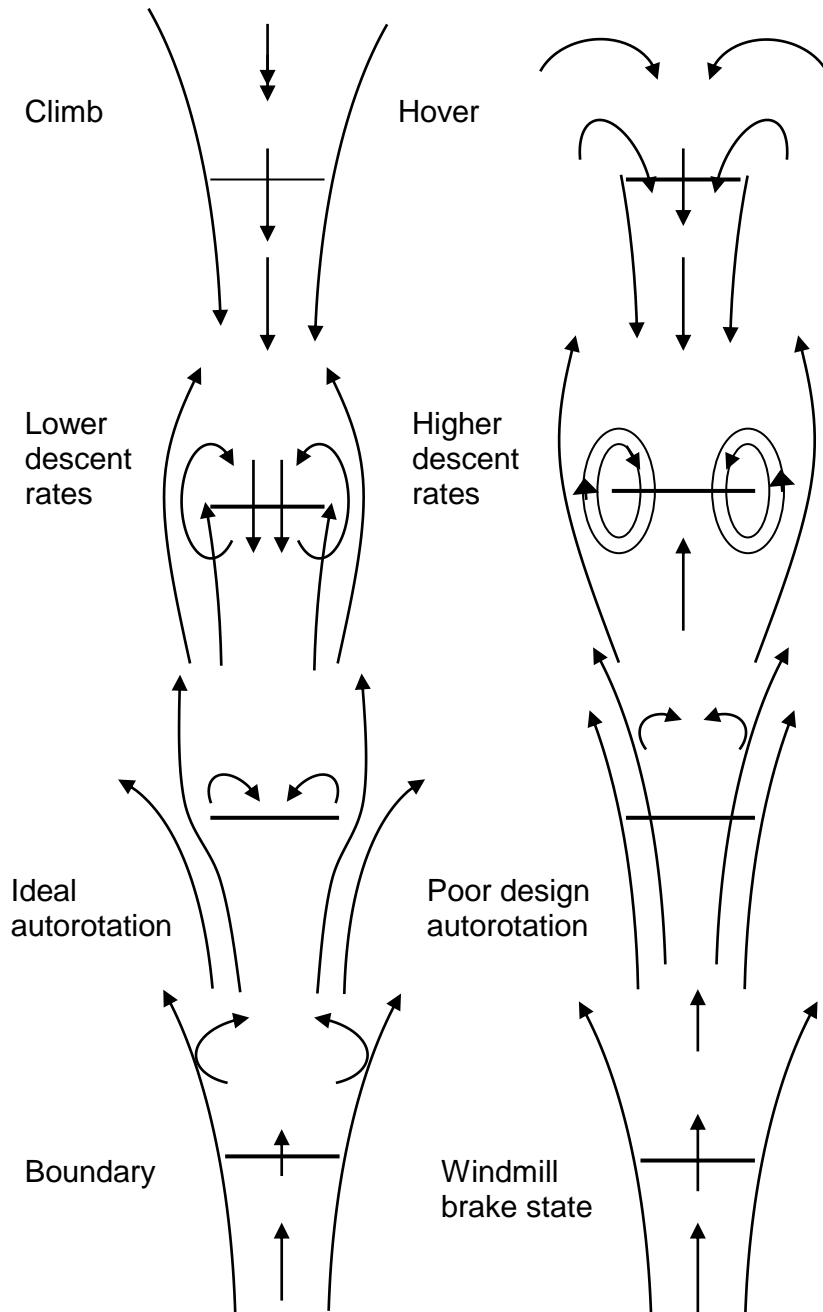 Climb
Hover
Lower
descent
rates
Higher
descent
rates
Ideal
autorotation
Poor design
autorotation
Boundary
Windmill
brake state